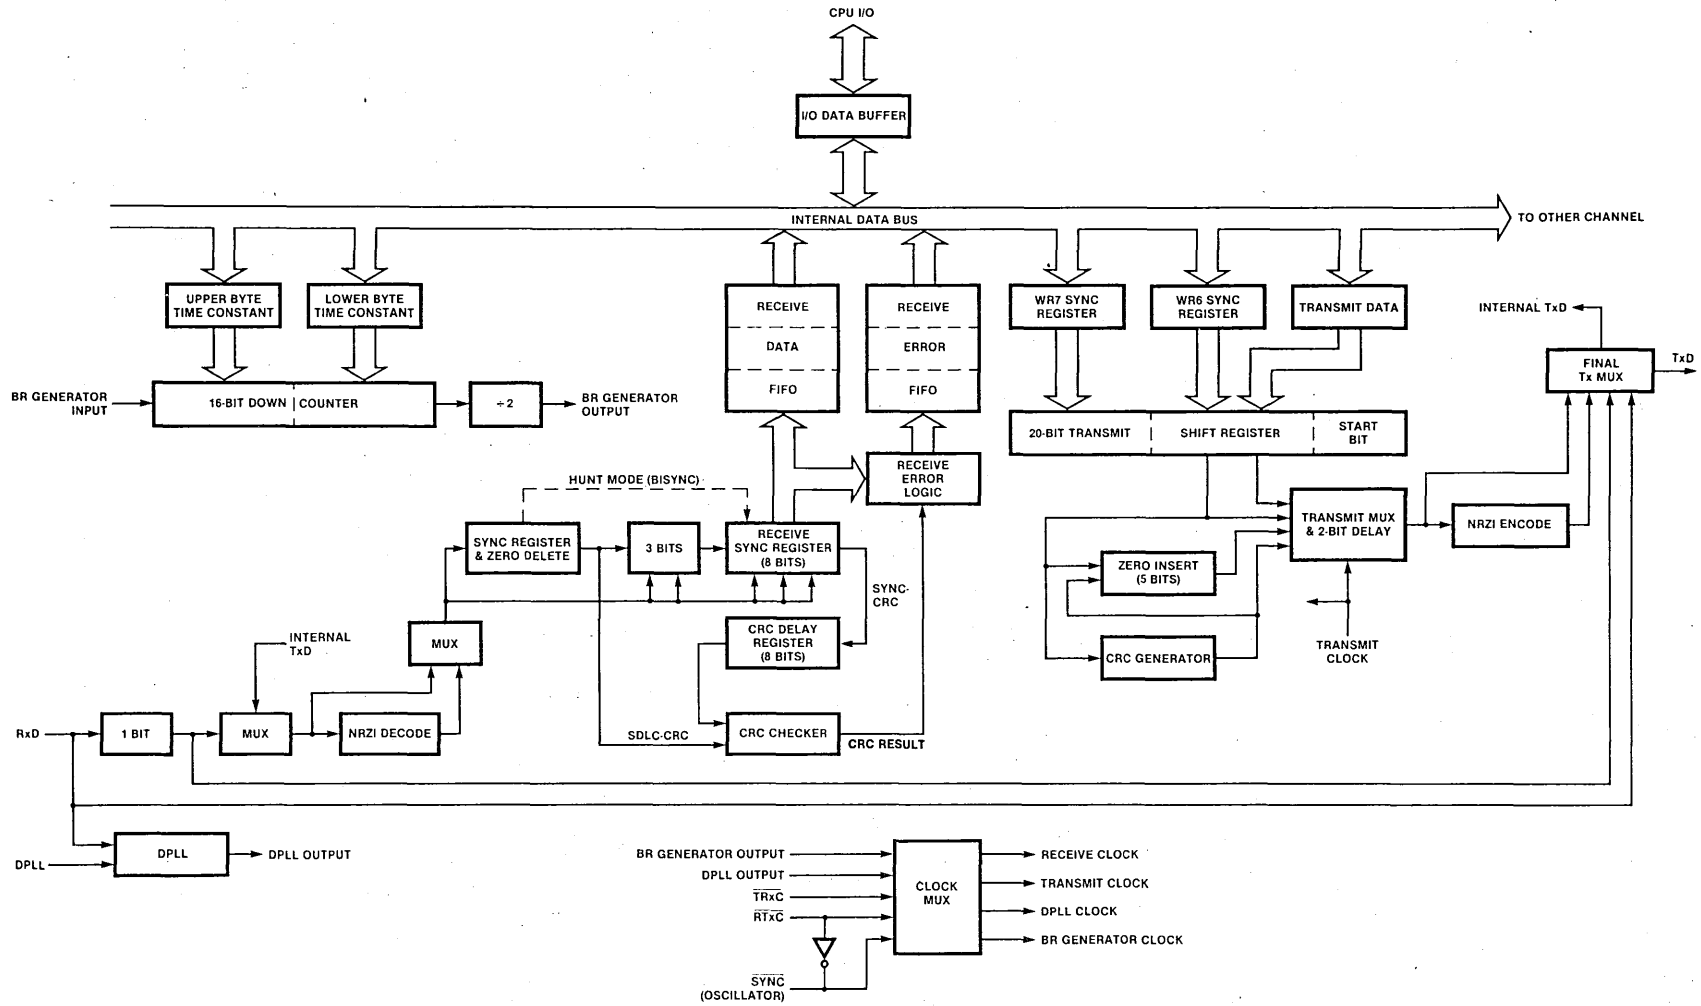 CPU I/O
I/O DATA BUFFER
INTERNAL DATA BUS
TO OTHER CHANNEL
UPPER BYTE
TIME CONSTANT
LOWER BYTE
TIME CONSTANT
RECEIVE
DATA
FIFO
RECEIVE
ERROR
FIFO
WR7 SYNC
REGISTER
WR6 SYNC
REGISTER
TRANSMIT DATA
INTERNAL TxD
FINAL
Tx MUX
TxD
BR GENERATOR
INPUT
16-BIT DOWN COUNTER
÷2
BR GENERATOR
OUTPUT
20-BIT TRANSMIT
SHIFT REGISTER
START
BIT
RECEIVE
ERROR
LOGIC
HUNT MODE (BISYNC)
SYNC REGISTER
& ZERO DELETE
3 BITS
RECEIVE
SYNC REGISTER
(8 BITS)
TRANSMIT MUX
& 2-BIT DELAY
NRZI ENCODE
ZERO INSERT
(5 BITS)
SYNC-
CRC
CRC DELAY
REGISTER
(8 BITS)
MUX
INTERNAL
TxD
CRC GENERATOR
TRANSMIT
CLOCK
RxD
1 BIT
MUX
NRZI DECODE
SDLC-CRC
CRC CHECKER
CRC RESULT
DPLL
DPLL
DPLL OUTPUT
BR GENERATOR OUTPUT
DPLL OUTPUT
TRxC
RTxC
SYNC
(OSCILLATOR)
CLOCK
MUX
RECEIVE CLOCK
TRANSMIT CLOCK
DPLL CLOCK
BR GENERATOR CLOCK